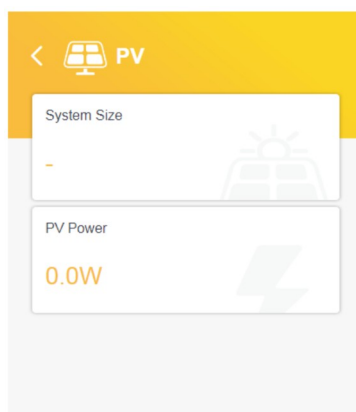 PV
System Size
-
PV Power
0.0W